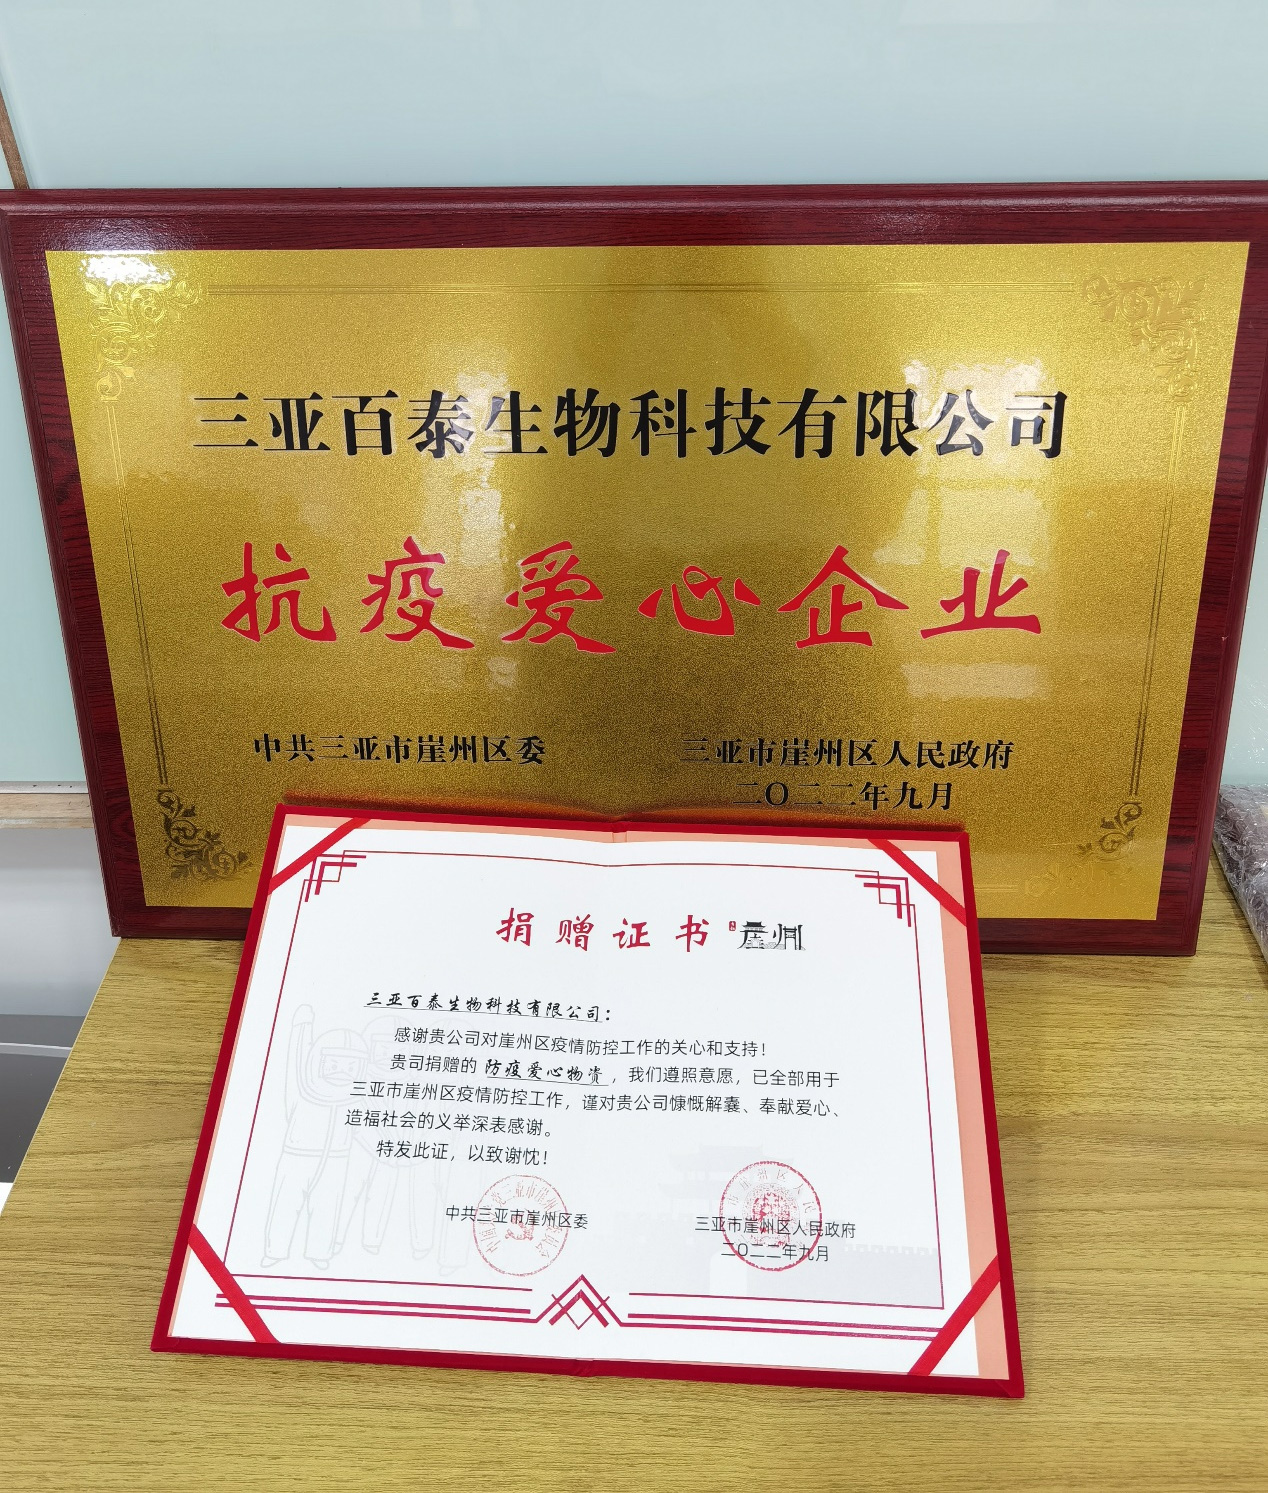 三亚百泰生物科技有限公司
抗疫爱心企业
中共三亚市崖州区委
三亚市崖州区人民政府
二〇二二年九月
捐赠证书 崖州
三亚百泰生物科技有限公司：
感谢贵公司对崖州区疫情防控工作的关心和支持！
贵司捐赠的 防疫爱心物资 ，我们遵照意愿，已全部用于
三亚市崖州区疫情防控工作，谨对贵公司慷慨解囊、奉献爱心、
造福社会的义举深表感谢。
特发此证，以致谢忱！
中共三亚市崖州区委
三亚市崖州区人民政府
二〇二二年九月